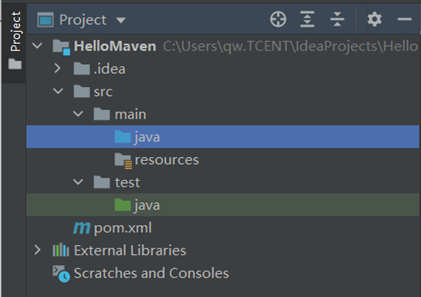 Project
Project
HelloMaven C:\Users\qw.TCENT\IdeaProjects\Hello
.idea
src
main
java
resources
test
java
pom.xml
External Libraries
Scratches and Consoles